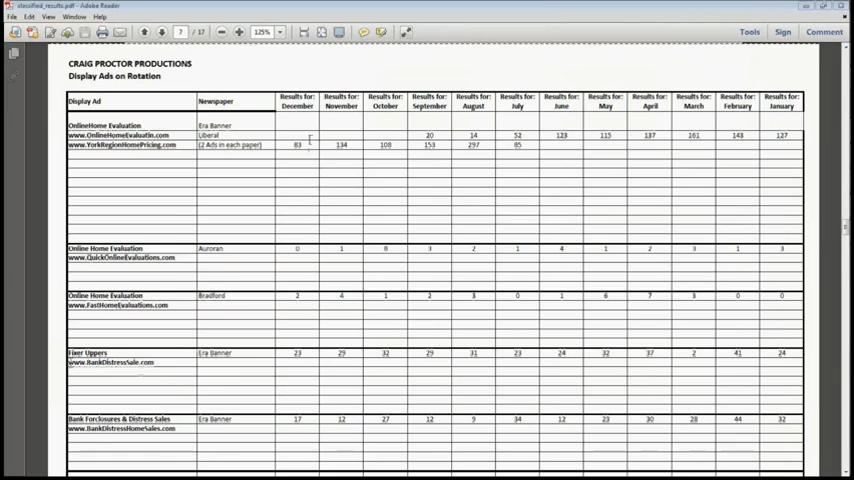 classified_results.pdf
File Edit View Window Help
7 / 17 125% Tools Sign Comment
CRAIG PROCTOR PRODUCTIONS
Display Ads on Rotation
Display Ad Newspaper Results for: December Results for: November Results for: October Results for: September Results for: August Results for: July Results for: June Results for: May Results for: April Results for: March Results for: February Results for: January
OnlineHome Evaluation Era Banner
www.OnlineHomeEvaluatin.com Liberal 20 14 52 123 115 137 161 143 127
www.YorkRegionHomePricing.com (2 Ads in each paper) 83 134 108 153 297 85
Online Home Evaluation Auroran 0 1 8 3 2 1 4 1 2 3 1 3
www.QuickOnlineEvaluations.com
Online Home Evaluation Bradford 2 4 1 2 3 0 1 6 7 3 0 0
www.FastHomeEvaluations.com
Fixer Uppers Era Banner 23 29 32 29 31 23 24 32 37 2 41 24
www.BankDistressSale.com
Bank Forclosures & Distress Sales Era Banner 17 12 27 12 9 34 12 23 30 28 44 32
www.BankDistressHomeSales.com